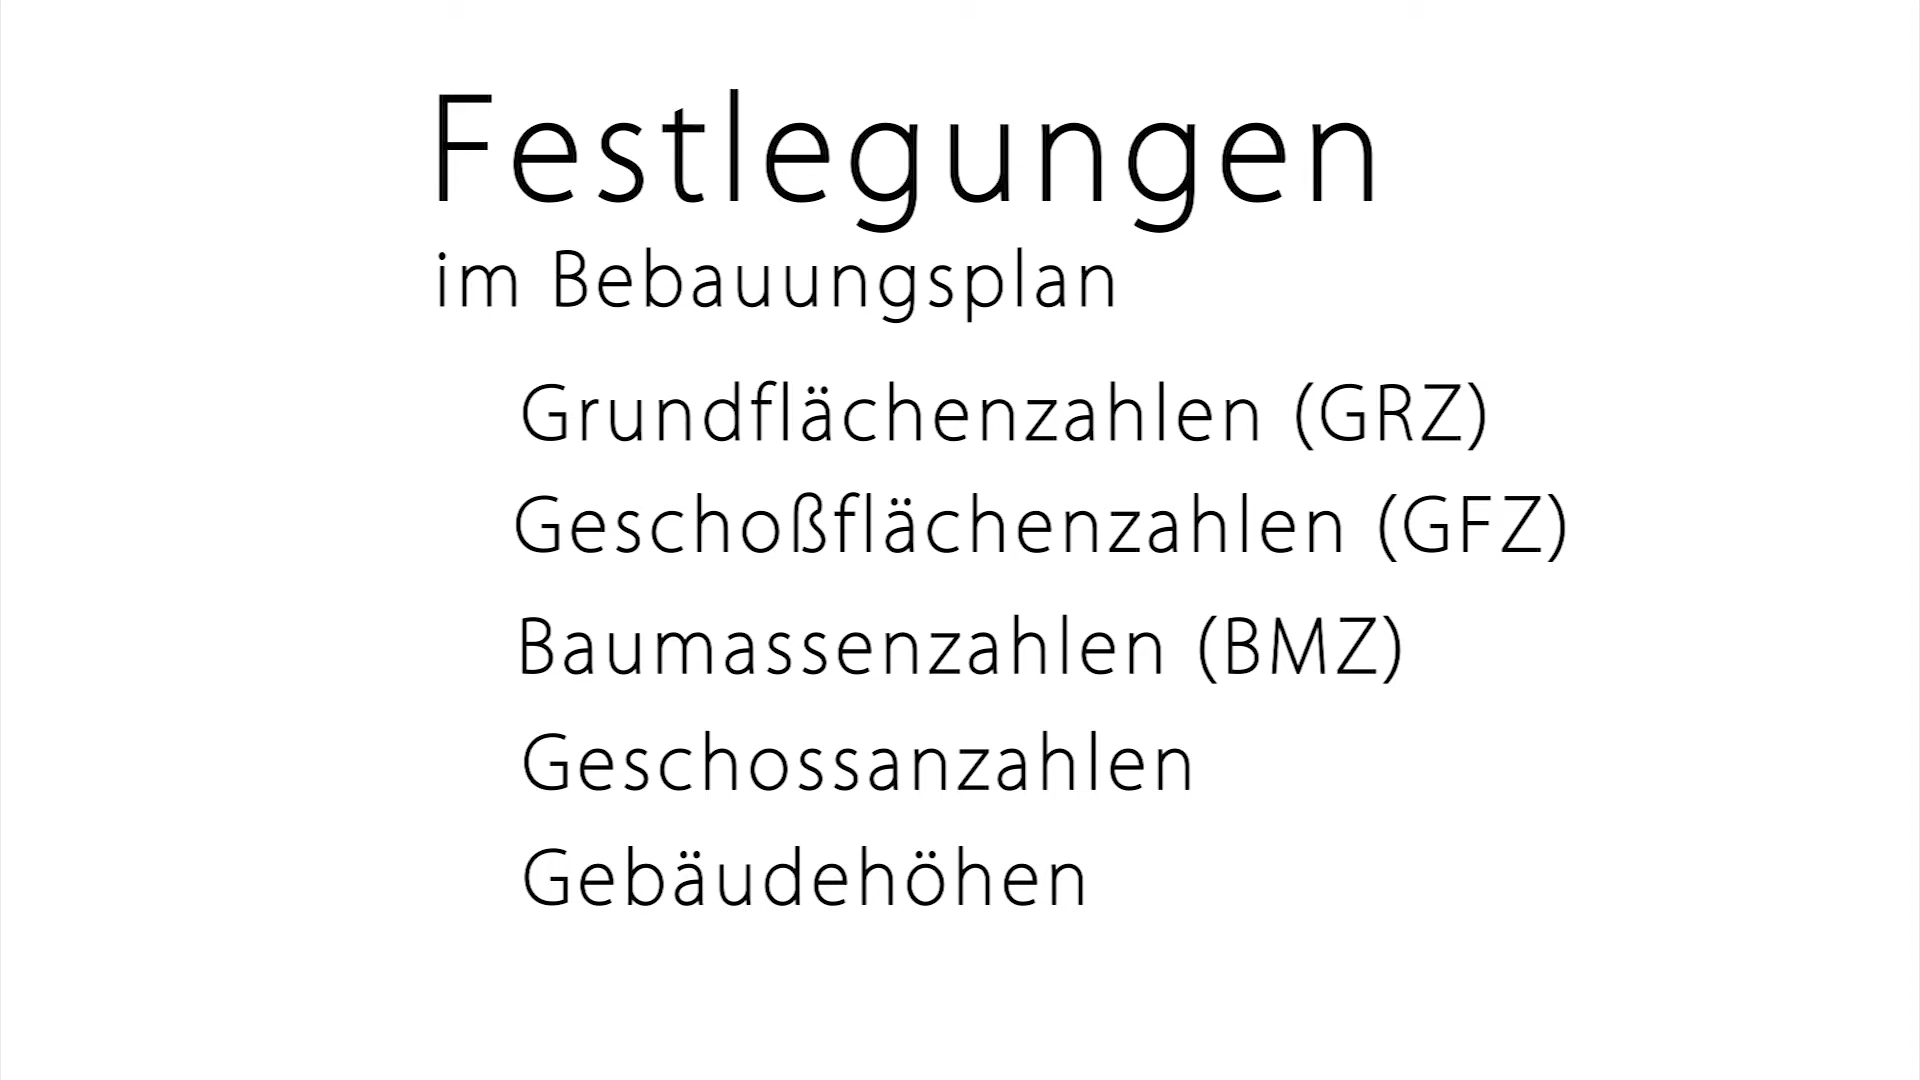 Festlegungen
im Bebauungsplan
Grundflächenzahlen (GRZ)
Geschoßflächenzahlen (GFZ)
Baumassenzahlen (BMZ)
Geschossanzahlen
Gebäudehöhen